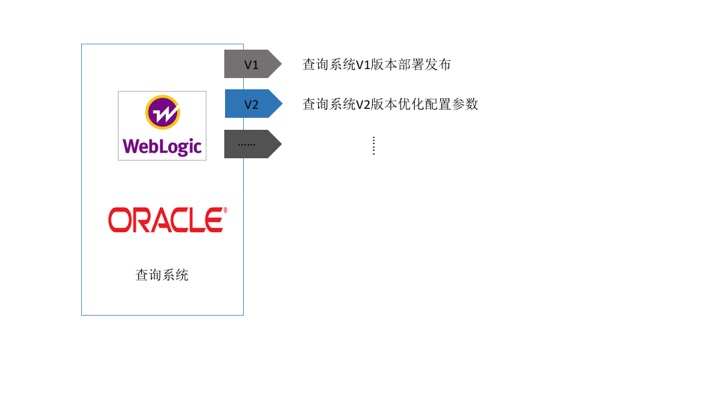 V1
查询系统V1版本部署发布
V2
查询系统V2版本优化配置参数
……
WebLogic
ORACLE®
查询系统